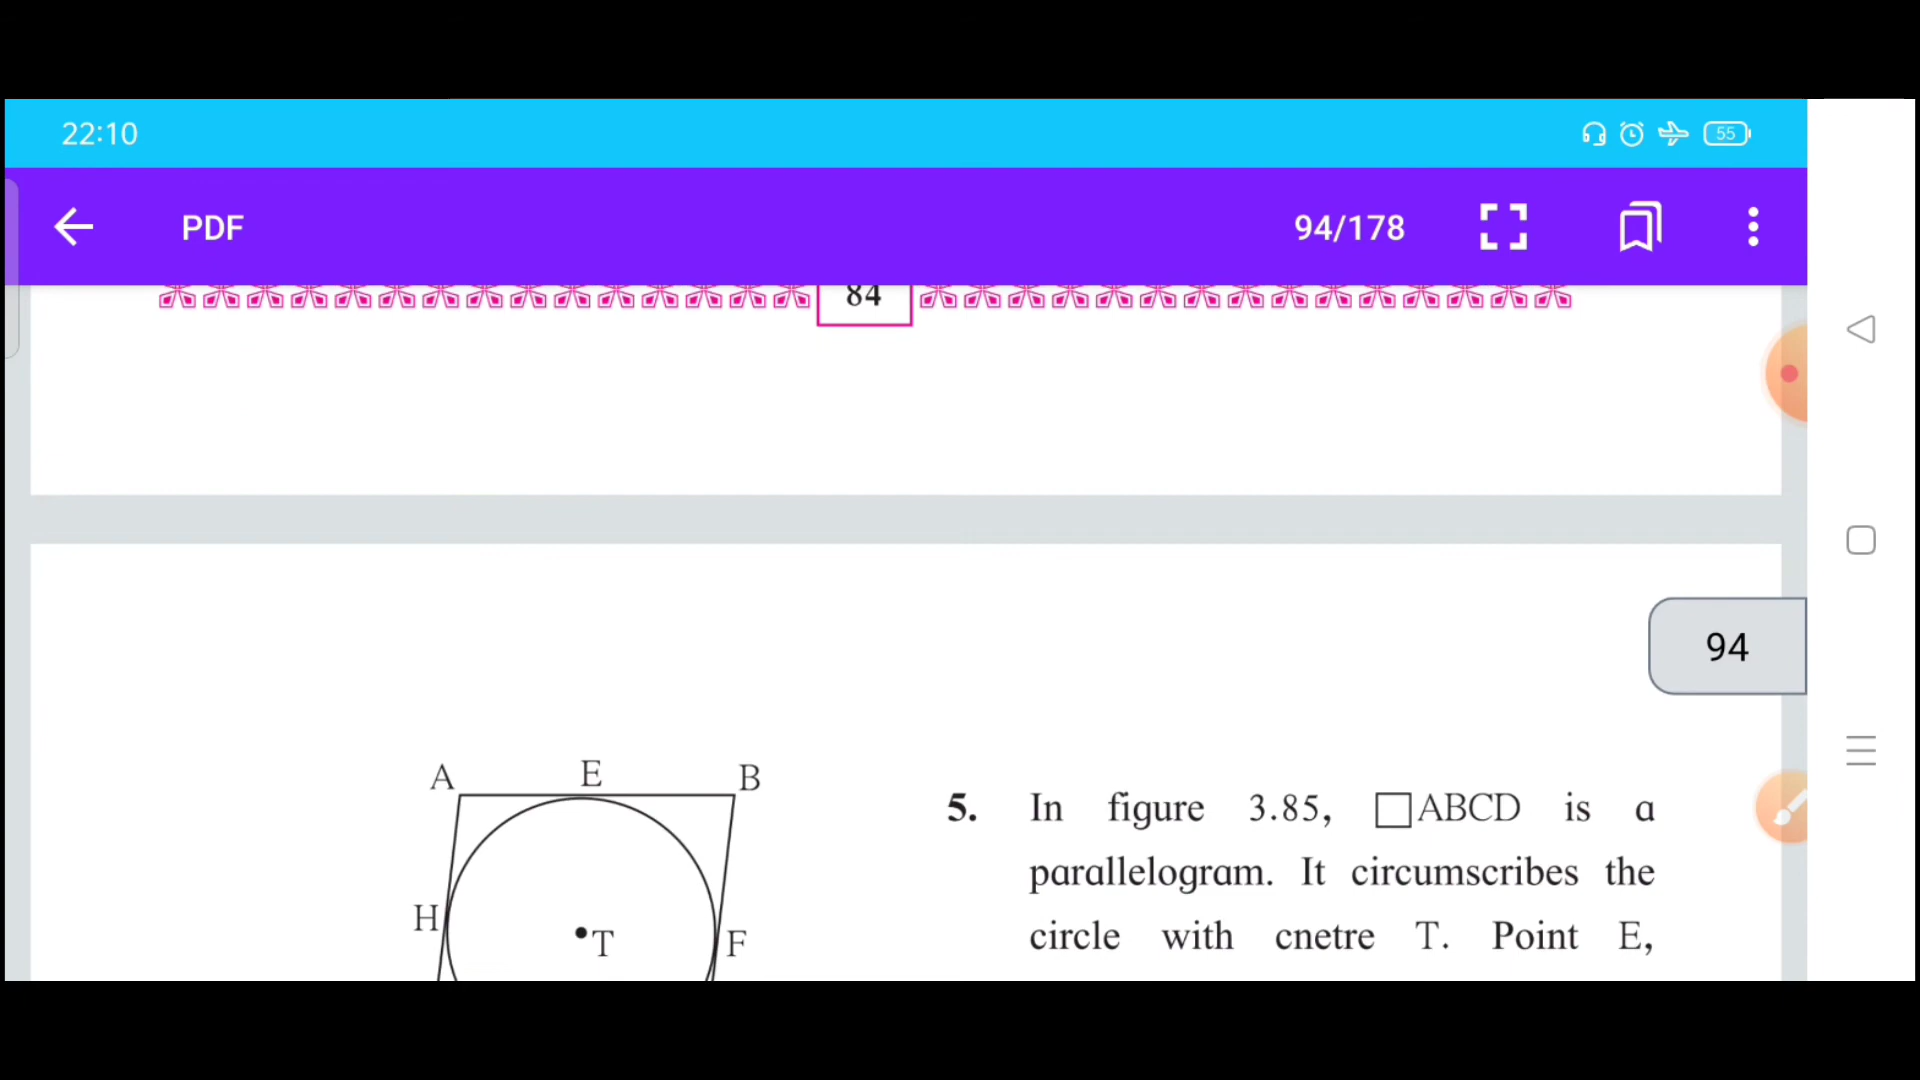 22:10
55
PDF
94/178
84
94
A E B
H T F
5. In figure 3.85, □ABCD is a
parallelogram. It circumscribes the
circle with cnetre T. Point E,